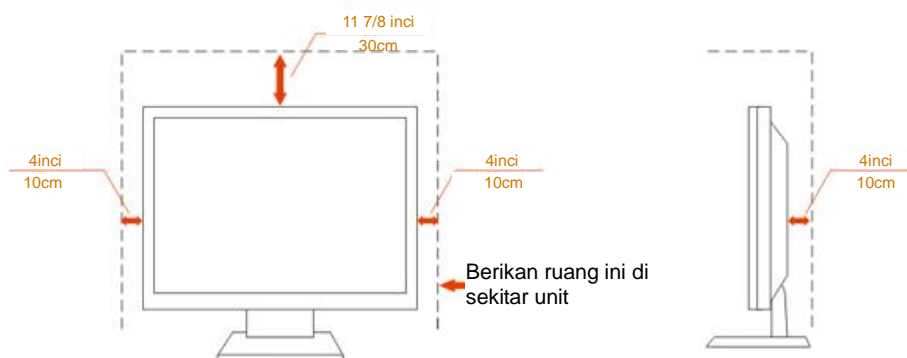 11 7/8 inci
30cm
4inci
10cm
4inci
10cm
4inci
10cm
Berikan ruang ini di
sekitar unit